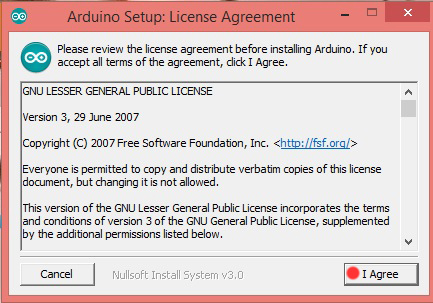 Arduino Setup: License Agreement
Please review the license agreement before installing Arduino. If you
accept all terms of the agreement, click I Agree.
GNU LESSER GENERAL PUBLIC LICENSE
Version 3, 29 June 2007
Copyright (C) 2007 Free Software Foundation, Inc. <http://fsf.org/>
Everyone is permitted to copy and distribute verbatim copies of this license
document, but changing it is not allowed.
This version of the GNU Lesser General Public License incorporates the terms
and conditions of version 3 of the GNU General Public License, supplemented
by the additional permissions listed below.
Cancel
Nullsoft Install System v3.0
I Agree